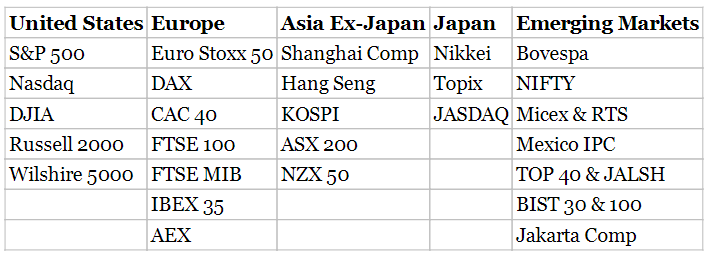 United States Europe Asia Ex-Japan Japan Emerging Markets
S&P 500 Euro Stoxx 50 Shanghai Comp Nikkei Bovespa
Nasdaq DAX Hang Seng Topix NIFTY
DJIA CAC 40 KOSPI JASDAQ Micex & RTS
Russell 2000 FTSE 100 ASX 200 Mexico IPC
Wilshire 5000 FTSE MIB NZX 50 TOP 40 & JALSH
IBEX 35 BIST 30 & 100
AEX Jakarta Comp